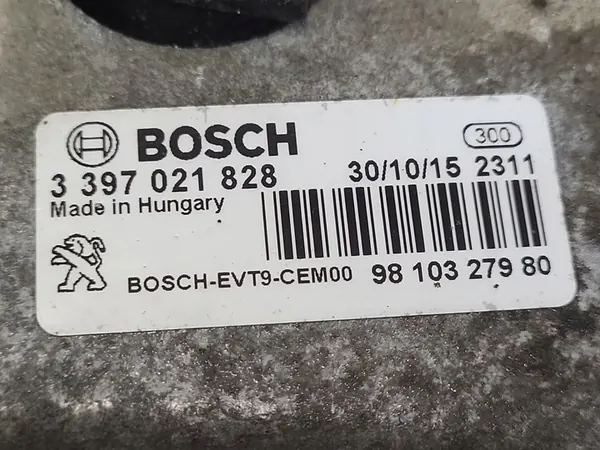 BOSCH 300
3 397 021 828 30/10/15 2311
Made in Hungary
BOSCH-EVT9-CEM00 98 103 279 80